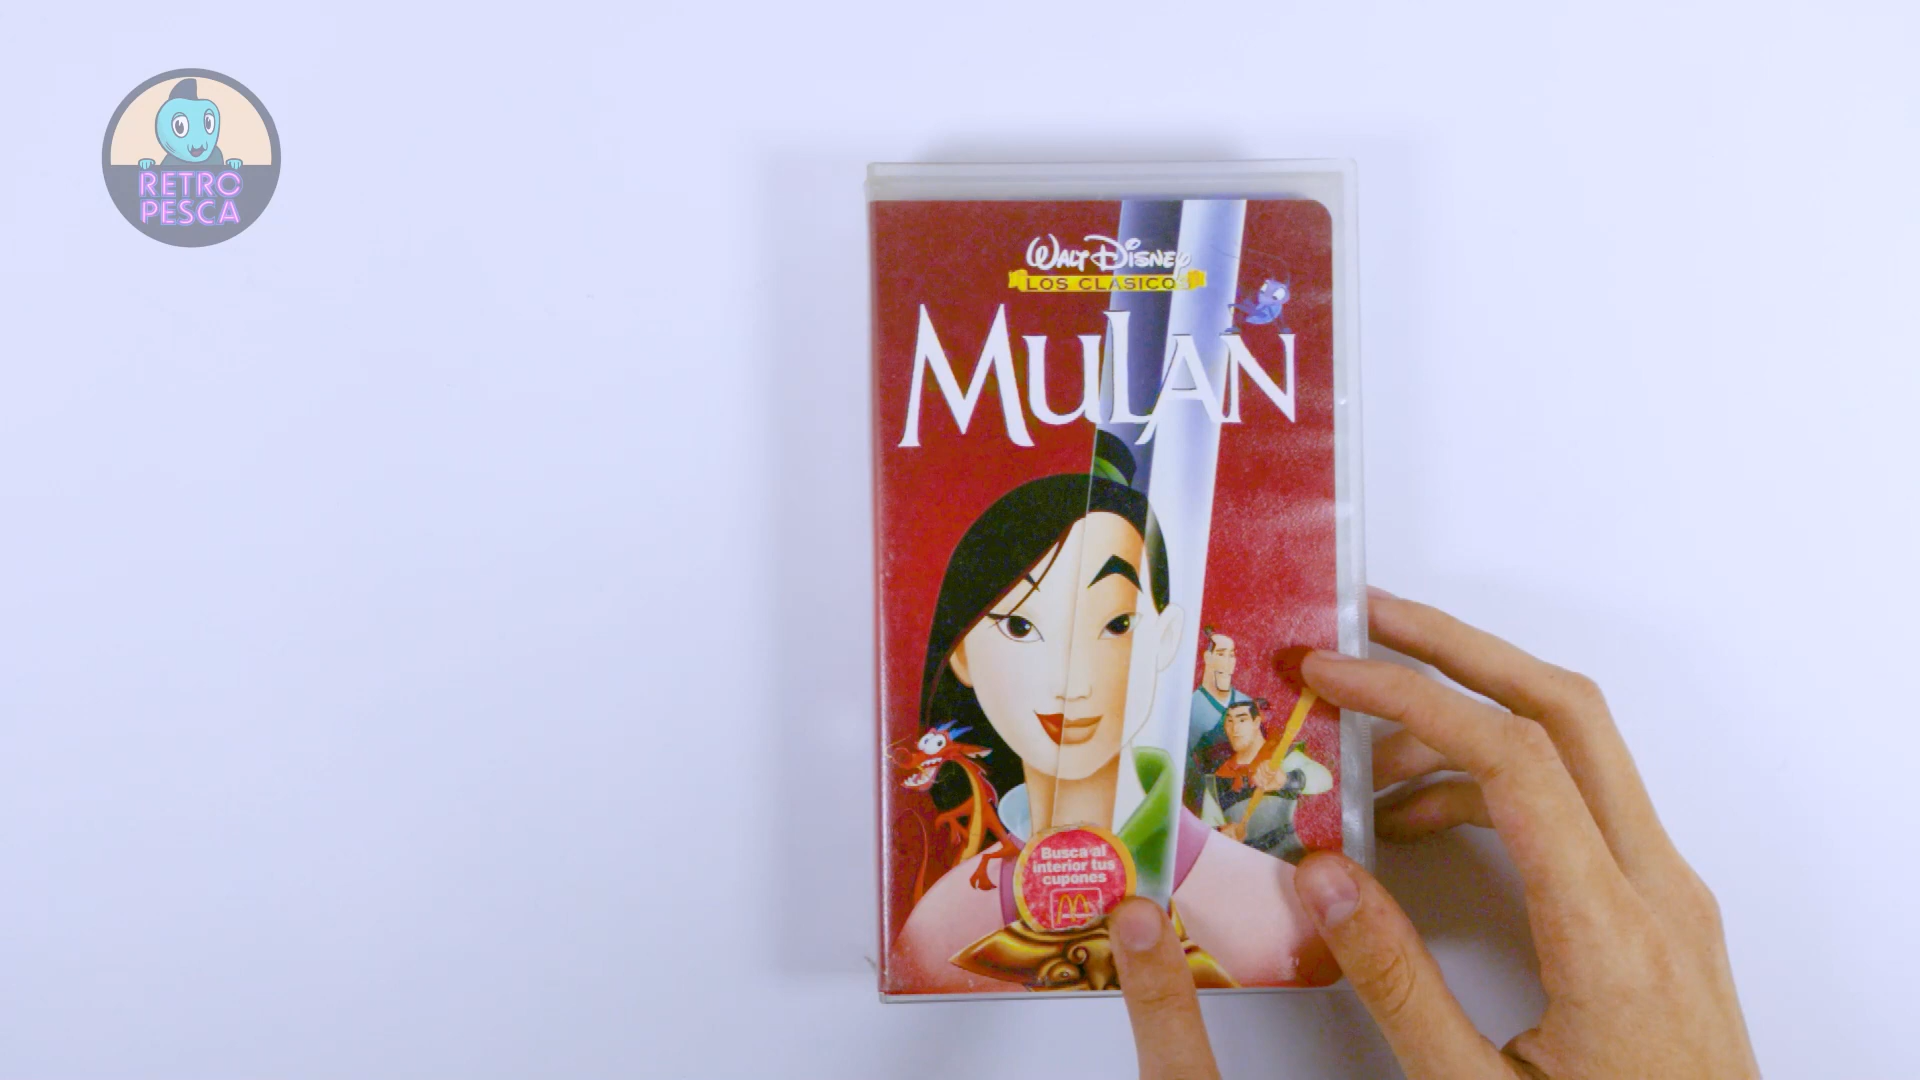 RETRO
PESCA
WALT DISNEY
LOS CLASICOS
MULAN
Busca al
interior tus
cupones